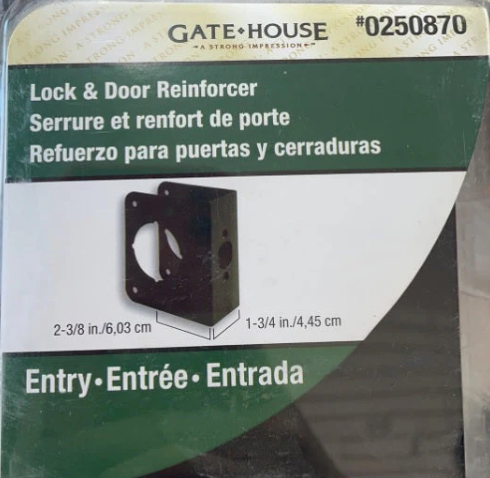 GATE•HOUSE
A STRONG IMPRESSION
#0250870
Lock & Door Reinforcer
Serrure et renfort de porte
Refuerzo para puertas y cerraduras
2-3/8 in./6,03 cm
1-3/4 in./4,45 cm
Entry • Entrée • Entrada